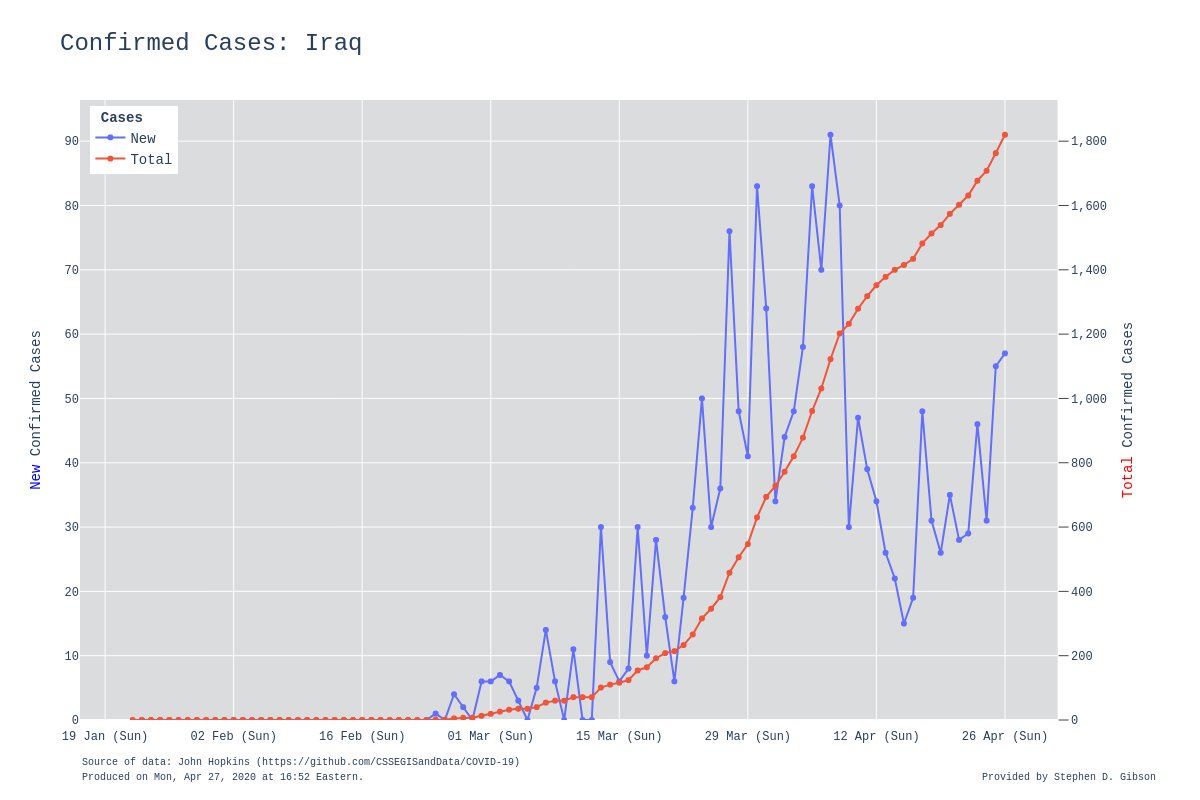 Confirmed Cases: Iraq
Cases
New
Total
90
80
70
60
50
40
30
20
10
0
New Confirmed Cases
1,800
1,600
1,400
1,200
1,000
800
600
400
200
0
Total Confirmed Cases
19 Jan (Sun) 02 Feb (Sun) 16 Feb (Sun) 01 Mar (Sun) 15 Mar (Sun) 29 Mar (Sun) 12 Apr (Sun) 26 Apr (Sun)
Source of data: John Hopkins (https://github.com/CSSEGISandData/COVID-19)
Produced on Mon, Apr 27, 2020 at 16:52 Eastern.
Provided by Stephen D. Gibson